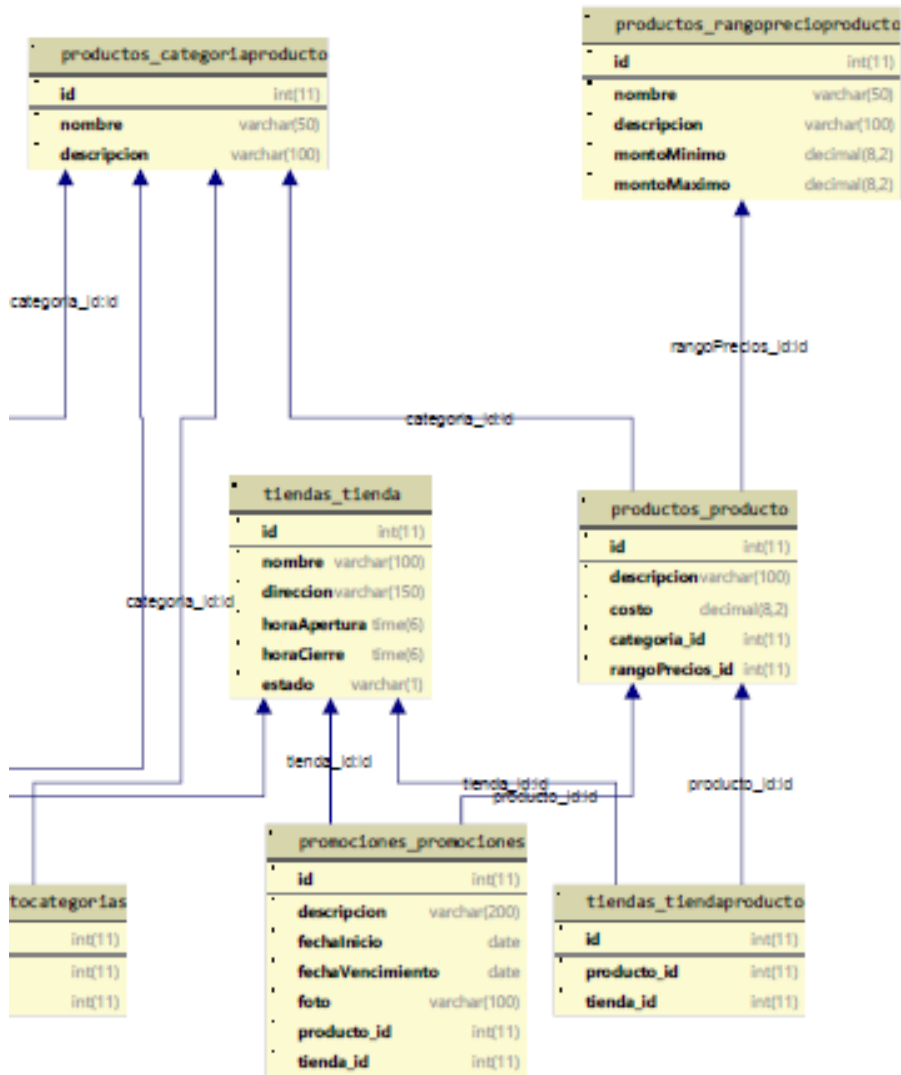 productos_categoriaproducto
id int(11)
nombre varchar(50)
descripcion varchar(100)
productos_rangoprecioproducto
id int(11)
nombre varchar(50)
descripcion varchar(100)
montoMinimo decimal(8,2)
montoMaximo decimal(8,2)
categoria_id:id
rangoPrecios_id:id
categoria_id:id
tiendas_tienda
id int(11)
nombre varchar(100)
direccion varchar(150)
horaApertura time(6)
horaCierre time(6)
estado varchar(1)
categoria_id:id
productos_producto
id int(11)
descripcion varchar(100)
costo decimal(8,2)
categoria_id int(11)
rangoPrecios_id int(11)
tienda_id:id
tienda_id:id
producto_id:id
producto_id:id
tocategorias
int(11)
int(11)
int(11)
promociones_promociones
id int(11)
descripcion varchar(200)
fechaInicio date
fechaVencimiento date
foto varchar(100)
producto_id int(11)
tienda_id int(11)
tiendas_tiendaproducto
id int(11)
producto_id int(11)
tienda_id int(11)